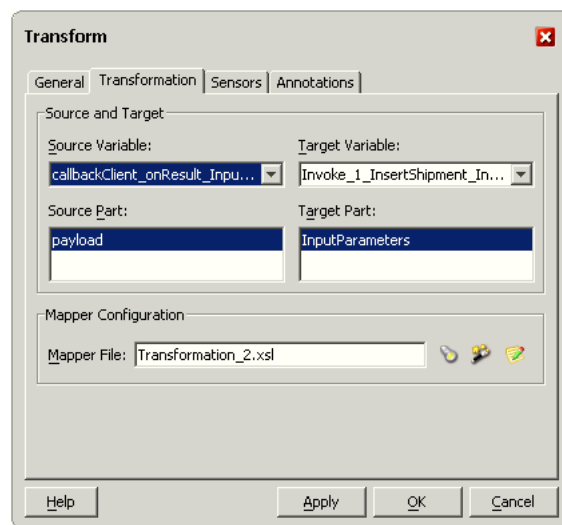 Transform
General Transformation Sensors Annotations
Source and Target
Source Variable: Target Variable:
callbackClient_onResult_Inpu... Invoke_1_InsertShipment_In...
Source Part: Target Part:
payload InputParameters
Mapper Configuration
Mapper File: Transformation_2.xsl
Help Apply OK Cancel